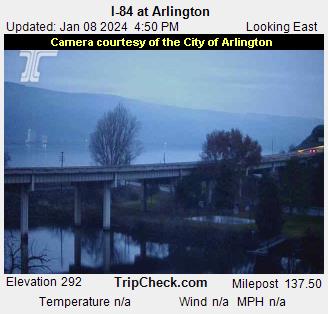 I-84 at Arlington
Updated: Jan 08 2024 4:50 PM Looking East
Camera courtesy of the City of Arlington
Elevation 292 TripCheck.com Milepost 137.50
Temperature n/a Wind n/a MPH n/a